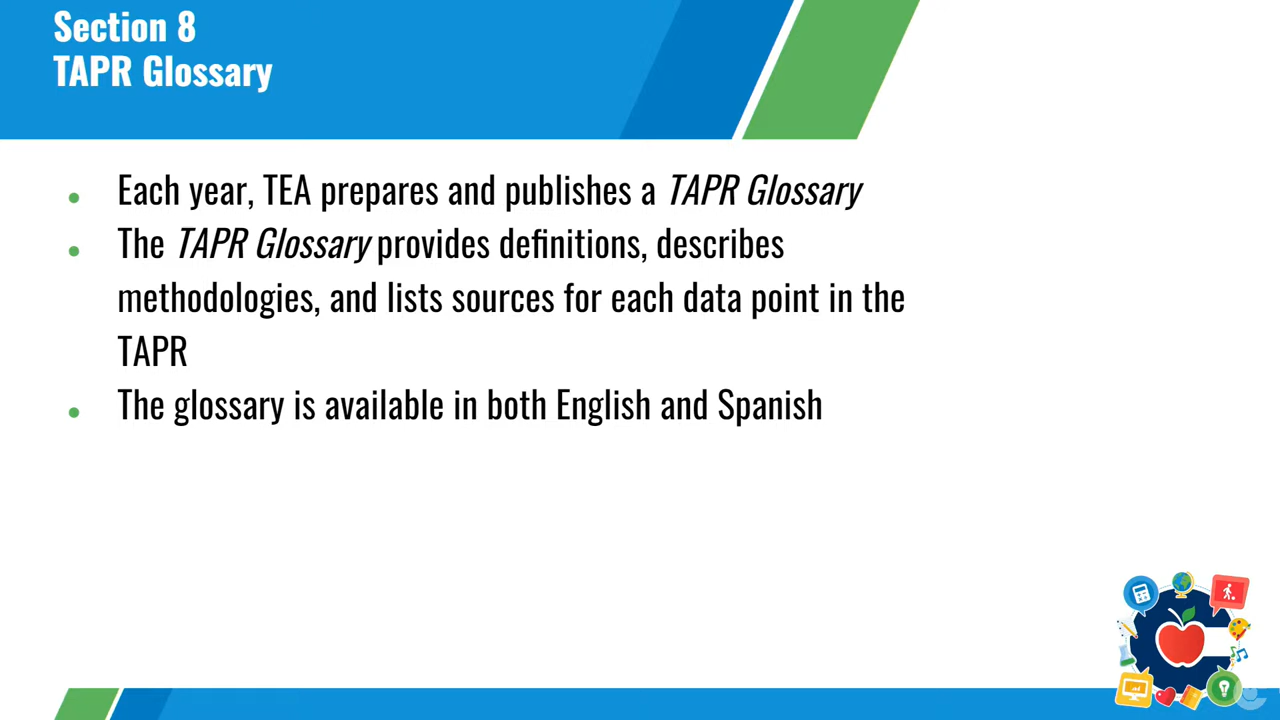 Section 8
TAPR Glossary
Each year, TEA prepares and publishes a TAPR Glossary
The TAPR Glossary provides definitions, describes
methodologies, and lists sources for each data point in the
TAPR
The glossary is available in both English and Spanish